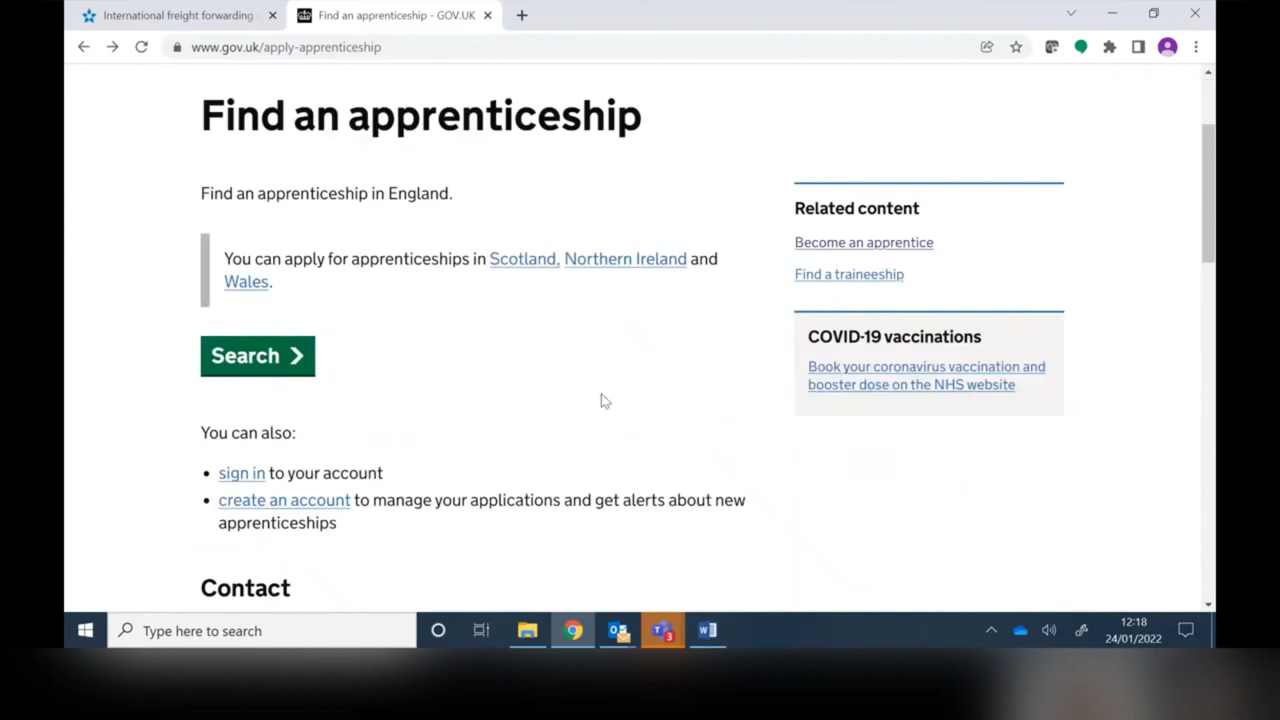 International freight forwarding
Find an apprenticeship - GOV.UK
www.gov.uk/apply-apprenticeship
Find an apprenticeship
Find an apprenticeship in England.
You can apply for apprenticeships in Scotland, Northern Ireland and
Wales.
Search
You can also:
• sign in to your account
• create an account to manage your applications and get alerts about new
apprenticeships
Contact
Related content
Become an apprentice
Find a traineeship
COVID-19 vaccinations
Book your coronavirus vaccination and
booster dose on the NHS website
Type here to search
3
12:18
24/01/2022